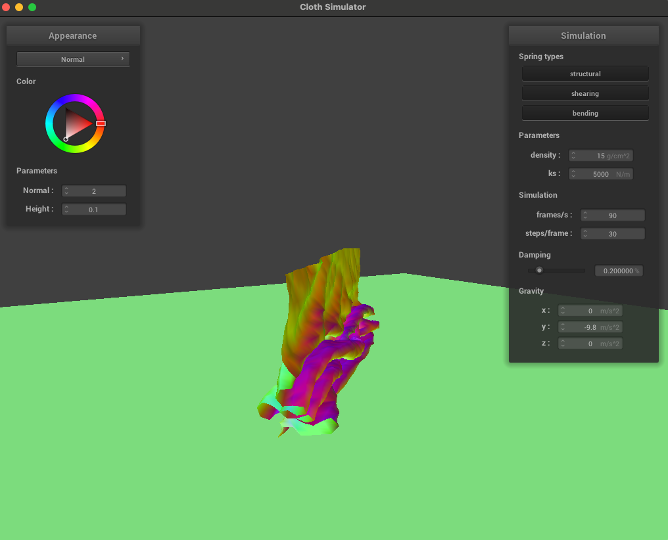 Cloth Simulator
Appearance
Normal
Color
Parameters
Normal : 2
Height : 0.1
Simulation
Spring types
structural
shearing
bending
Parameters
density : 15 g/cm^2
ks : 5000 N/m
Simulation
frames/s : 90
steps/frame : 30
Damping
0.200000 %
Gravity
x : 0 m/s^2
y : -9.8 m/s^2
z : 0 m/s^2